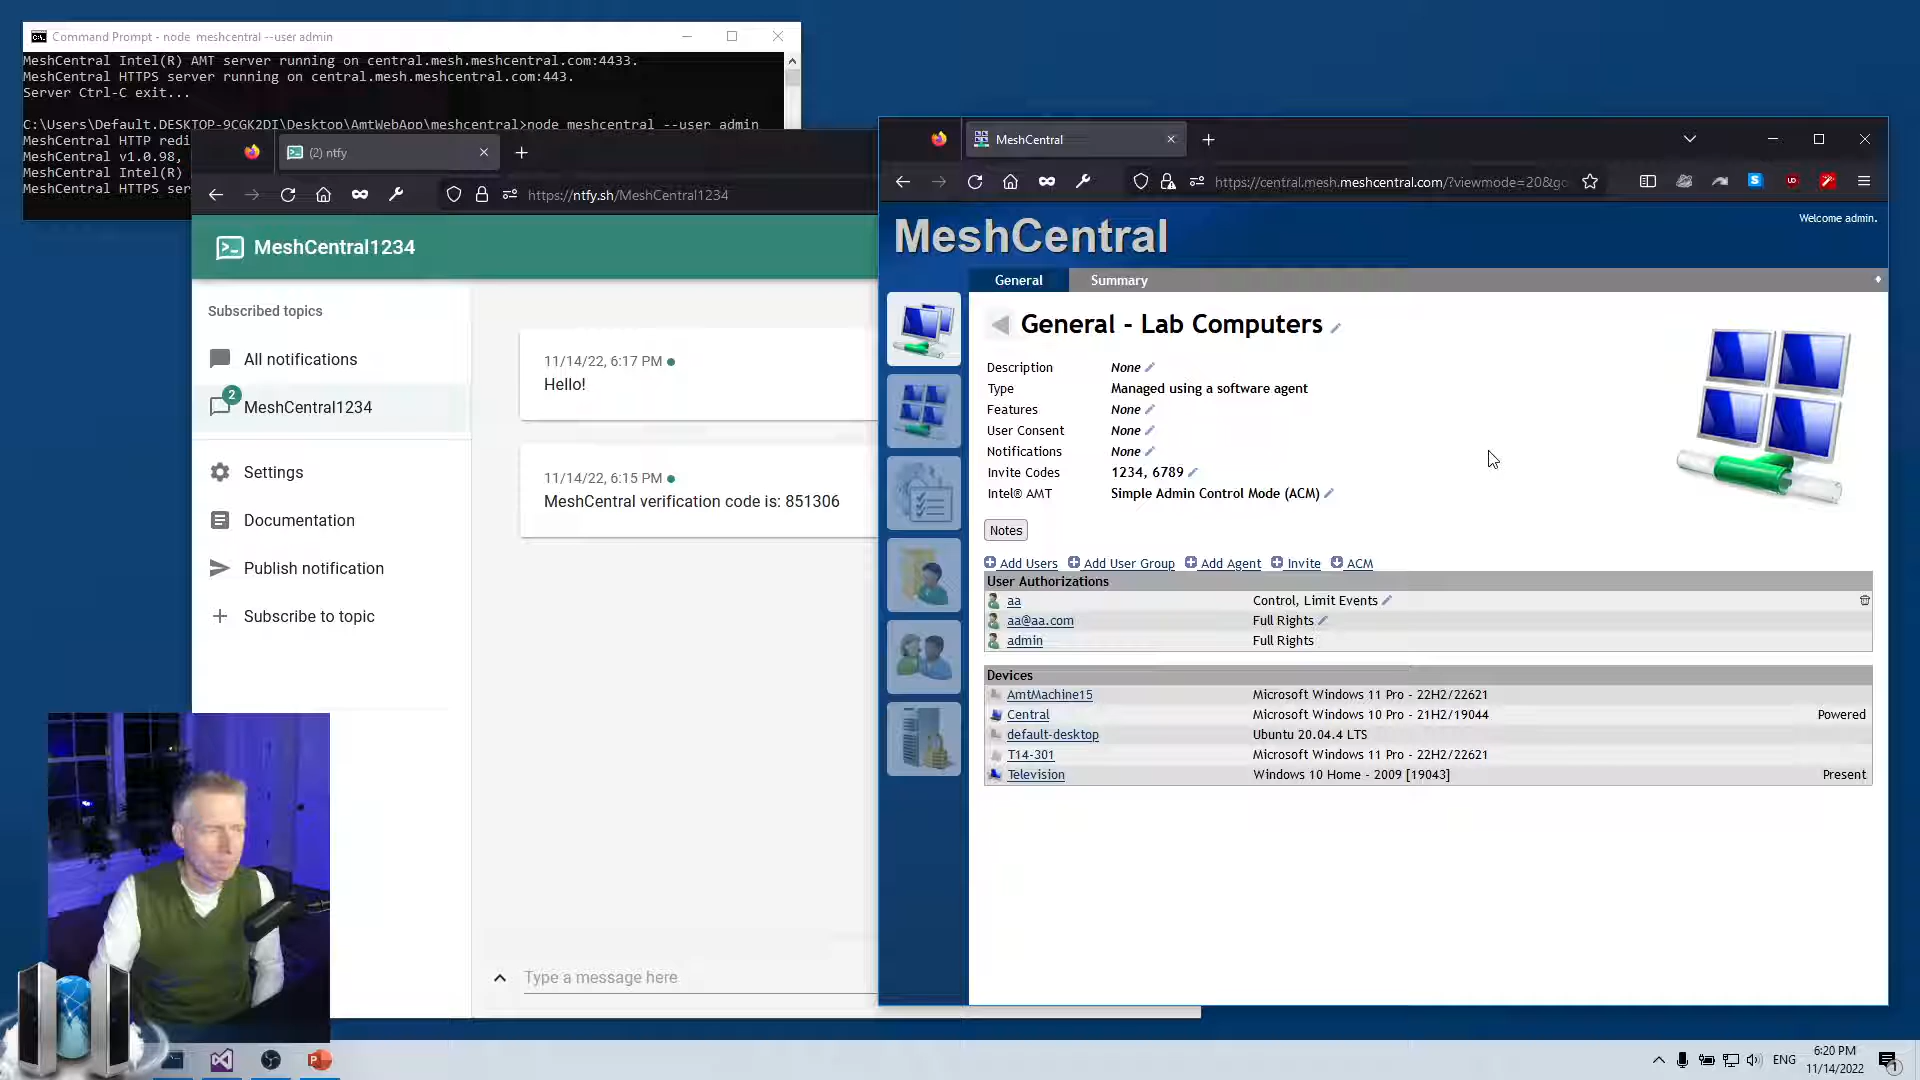 Command Prompt - node  meshcentral --user admin
MeshCentral Intel(R) AMT server running on central.mesh.meshcentral.com:4433.
MeshCentral HTTPS server running on central.mesh.meshcentral.com:443.
Server Ctrl-C exit...
C:\Users\Default.DESKTOP-9CGK2DI\Desktop\AmtWebApp\meshcentral>node meshcentral --user admin
MeshCentral HTTP redi
MeshCentral v1.0.98,
MeshCentral Intel(R)
MeshCentral HTTPS ser
(2) ntfy
https://ntfy.sh/MeshCentral1234
MeshCentral1234
Subscribed topics
All notifications
2
MeshCentral1234
Settings
Documentation
Publish notification
Subscribe to topic
11/14/22, 6:17 PM
Hello!
11/14/22, 6:15 PM
MeshCentral verification code is: 851306
Type a message here
MeshCentral
https://central.mesh.meshcentral.com/?viewmode=20&go
MeshCentral
Welcome admin.
General
Summary
General - Lab Computers
Description None
Type Managed using a software agent
Features None
User Consent None
Notifications None
Invite Codes 1234, 6789
Intel® AMT Simple Admin Control Mode (ACM)
Notes
Add Users Add User Group Add Agent Invite ACM
User Authorizations
aa Control, Limit Events
aa@aa.com Full Rights
admin Full Rights
Devices
AmtMachine15 Microsoft Windows 11 Pro - 22H2/22621
Central Microsoft Windows 10 Pro - 21H2/19044 Powered
default-desktop Ubuntu 20.04.4 LTS
T14-301 Microsoft Windows 11 Pro - 22H2/22621
Television Windows 10 Home - 2009 [19043] Present
ENG
6:20 PM
11/14/2022
1